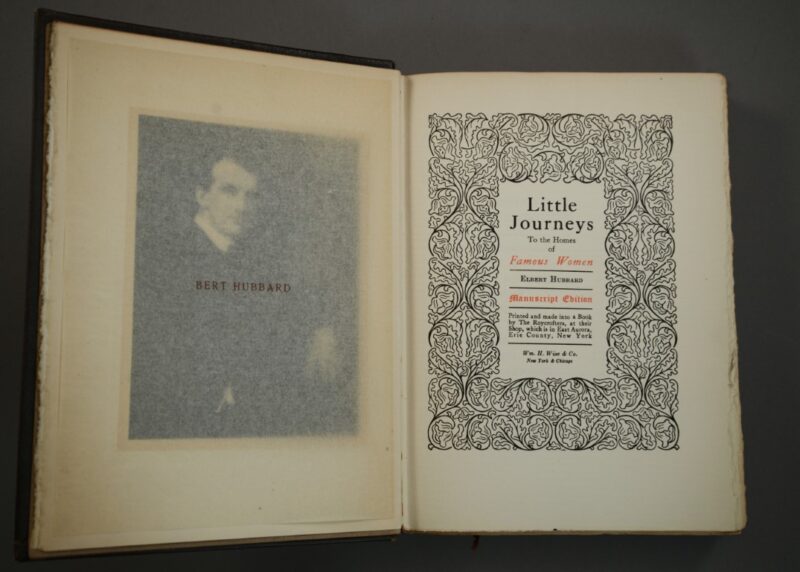 BERT HUBBARD
Little
Journeys
To the Homes
of
Famous Women
ELBERT HUBBARD
Manuscript Edition
Printed and made into a Book
by The Roycrofters, at their
Shop, which is in East Aurora,
Erie County, New York
Wm. H. Wise & Co.
New York & Chicago